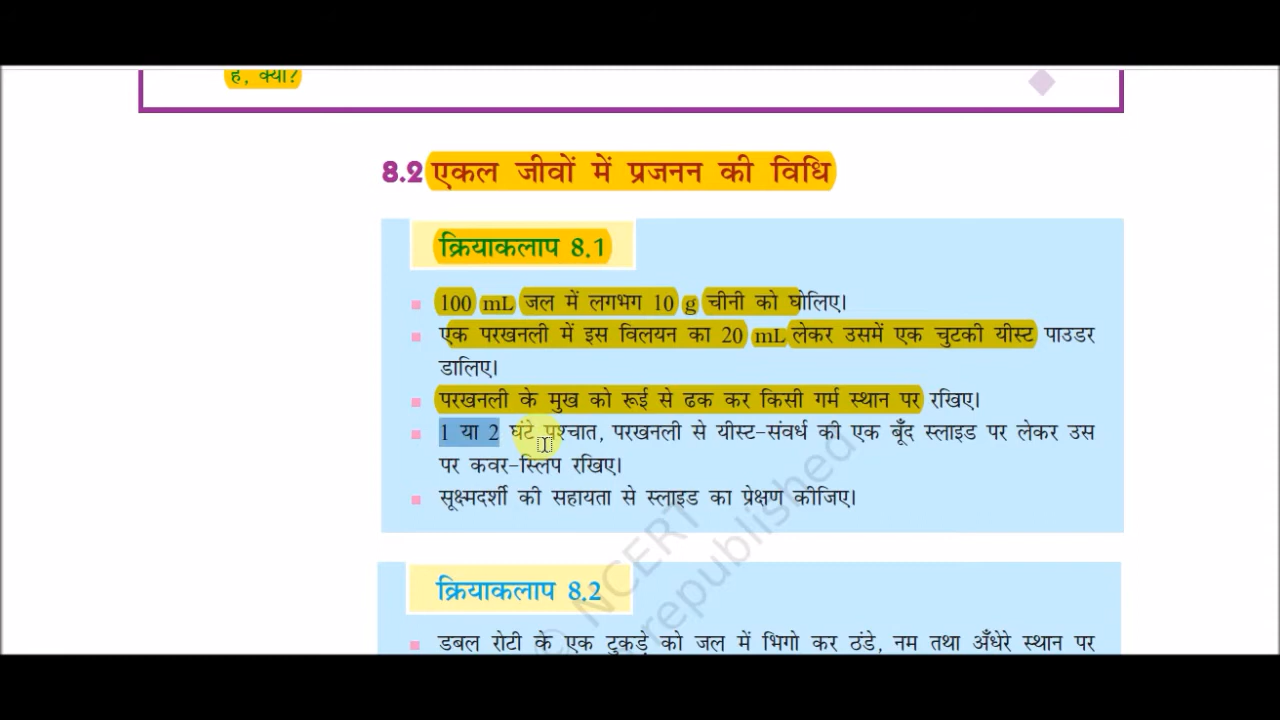 है, क्या?
8.2 एकल जीवों में प्रजनन की विधि
क्रियाकलाप 8.1
100 mL जल में लगभग 10 g चीनी को घोलिए।
एक परखनली में इस विलयन का 20 mL लेकर उसमें एक चुटकी यीस्ट पाउडर
डालिए।
परखनली के मुख को रूई से ढक कर किसी गर्म स्थान पर रखिए।
1 या 2 घंटे पश्चात, परखनली से यीस्ट-संवर्ध की एक बूँद स्लाइड पर लेकर उस
पर कवर-स्लिप रखिए।
सूक्ष्मदर्शी की सहायता से स्लाइड का प्रेक्षण कीजिए।
क्रियाकलाप 8.2
डबल रोटी के एक टुकड़े को जल में भिगो कर ठंडे, नम तथा अँधेरे स्थान पर
© NCERT
republished